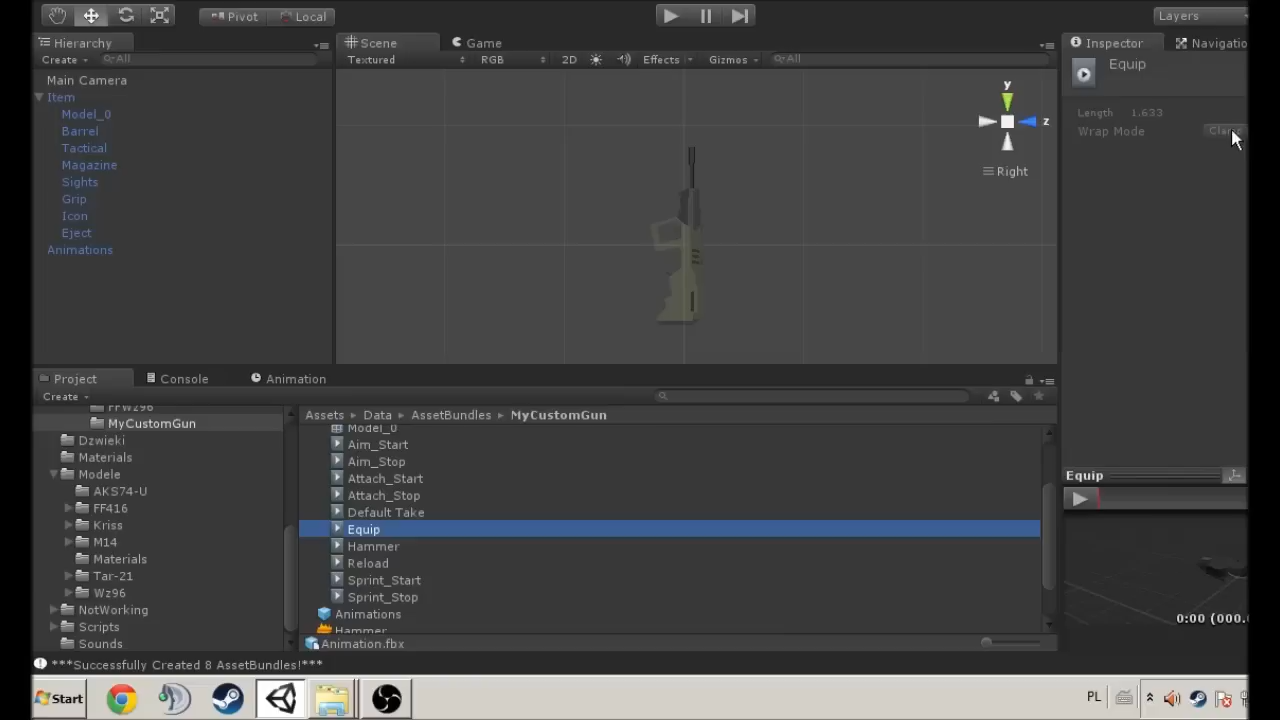 Pivot Local Layers
Hierarchy Scene Game Inspector Navigatio
Create All Textured RGB 2D Effects Gizmos All Equip
Main Camera
Item
Model_0
Barrel
Tactical
Magazine
Sights
Grip
Icon
Eject
Animations
y
z
Right
Length 1.633
Wrap Mode
Project Console Animation
Create
MyCustomGun
Dzwieki
Materials
Modele
AKS74-U
FF416
Kriss
M14
Materials
Tar-21
Wz96
NotWorking
Scripts
Sounds
Assets Data AssetBundles MyCustomGun
Model_0
Aim_Start
Aim_Stop
Attach_Start
Attach_Stop
Default Take
Equip
Hammer
Reload
Sprint_Start
Sprint_Stop
Animations
Hammer
Animation.fbx
Equip
0:00 (000.
***Successfully Created 8 AssetBundles!***
Start PL